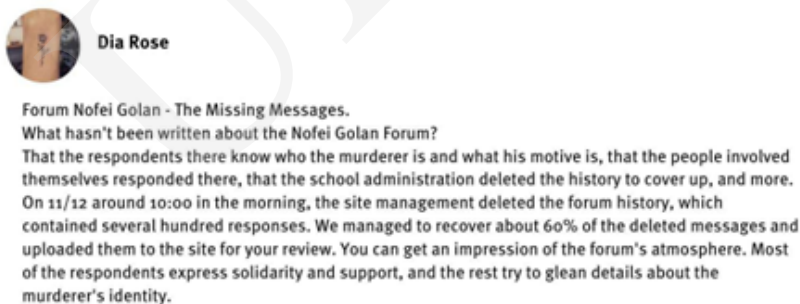 Dia Rose
Forum Nofei Golan - The Missing Messages.
What hasn't been written about the Nofei Golan Forum?
That the respondents there know who the murderer is and what his motive is, that the people involved
themselves responded there, that the school administration deleted the history to cover up, and more.
On 11/12 around 10:00 in the morning, the site management deleted the forum history, which
contained several hundred responses. We managed to recover about 60% of the deleted messages and
uploaded them to the site for your review. You can get an impression of the forum's atmosphere. Most
of the respondents express solidarity and support, and the rest try to glean details about the
murderer's identity.